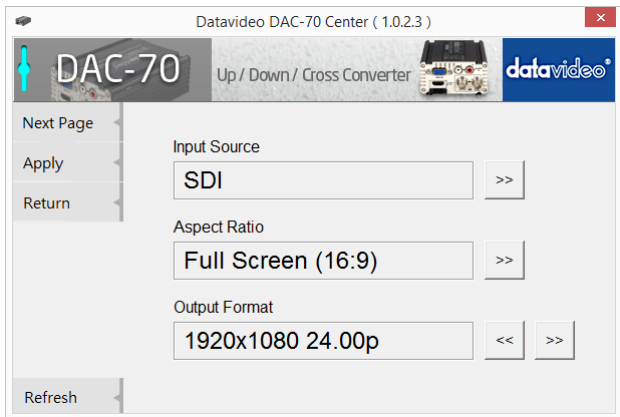 Datavideo DAC-70 Center ( 1.0.2.3 )
DAC-70
Up / Down / Cross Converter
datavideo®
Next Page
Apply
Return
Input Source
SDI
>>
Aspect Ratio
Full Screen (16:9)
>>
Output Format
1920x1080 24.00p
<<
>>
Refresh